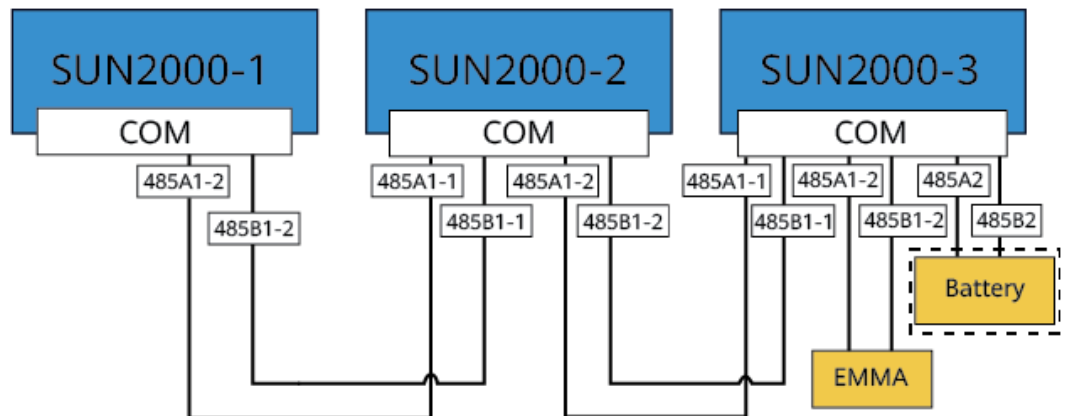 SUN2000-1
SUN2000-2
SUN2000-3
COM
COM
COM
485A1-2
485A1-1
485A1-2
485A1-1
485A1-2
485A2
485B1-2
485B1-1
485B1-2
485B1-1
485B1-2
485B2
Battery
EMMA